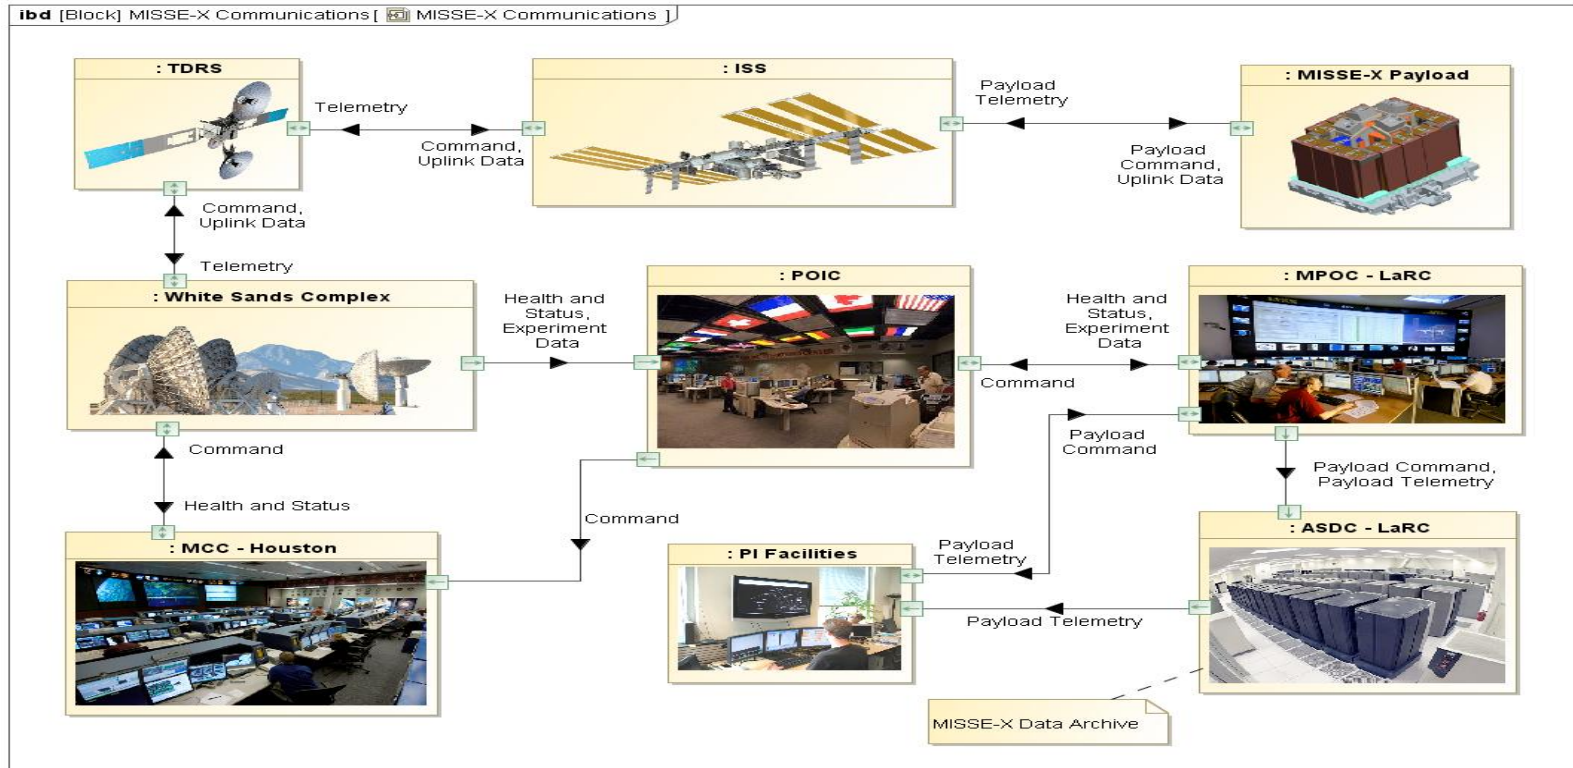 ibd [Block] MISSE-X Communications [ MISSE-X Communications ]
: TDRS
: ISS
: MISSE-X Payload
Telemetry
Command,
Uplink Data
Payload
Telemetry
Payload
Command,
Uplink Data
Command,
Uplink Data
Telemetry
: White Sands Complex
Health and
Status,
Experiment
Data
: POIC
Health and
Status,
Experiment
Data
Command
: MPOC - LaRC
Command
Health and Status
Payload
Command
Payload Command,
Payload Telemetry
Command
: MCC - Houston
: PI Facilities
Payload
Telemetry
Payload Telemetry
: ASDC - LaRC
MISSE-X Data Archive